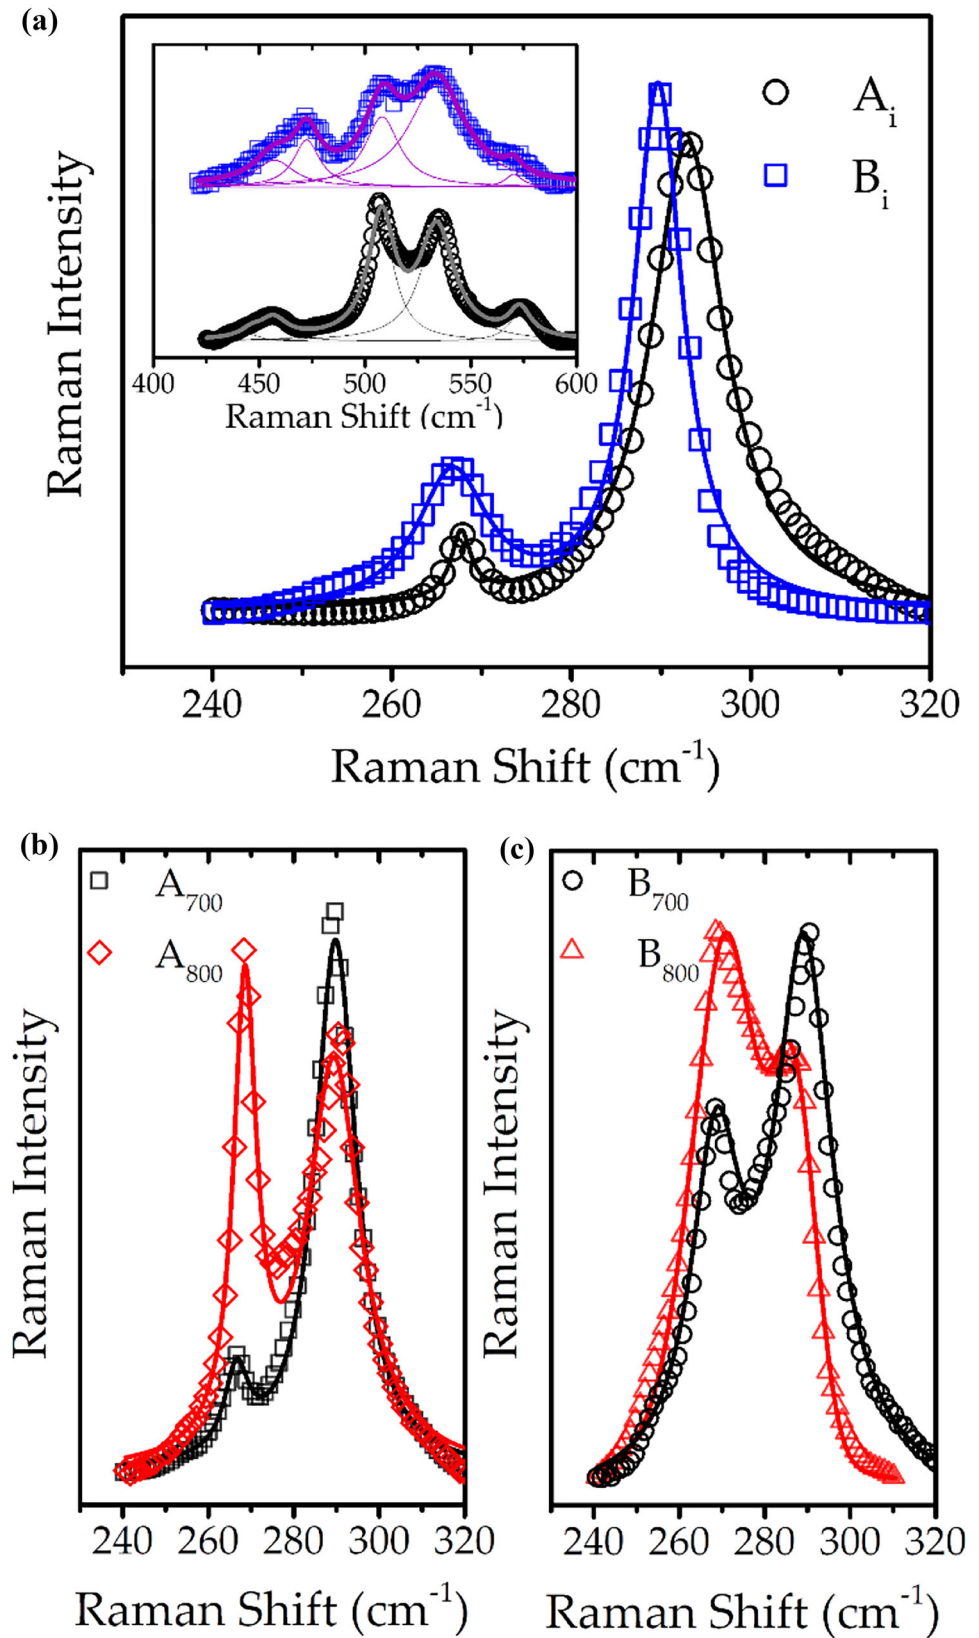 (a)
A_i
B_i
Raman Intensity
400 450 500 550 600
Raman Shift (cm⁻¹)
240 260 280 300 320
Raman Shift (cm⁻¹)
(b)
A_700
A_800
Raman Intensity
240 260 280 300 320
Raman Shift (cm⁻¹)
(c)
B_700
B_800
Raman Intensity
240 260 280 300 320
Raman Shift (cm⁻¹)